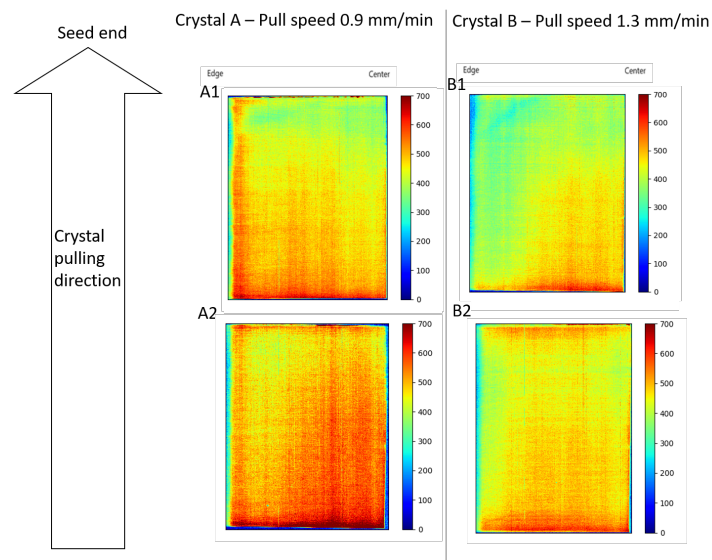 Seed end
Crystal pulling direction
Crystal A – Pull speed 0.9 mm/min
Crystal B – Pull speed 1.3 mm/min
Edge
Center
A1
700
600
500
400
300
200
100
0
Edge
Center
B1
700
600
500
400
300
200
100
0
A2
700
600
500
400
300
200
100
0
B2
700
600
500
400
300
200
100
0